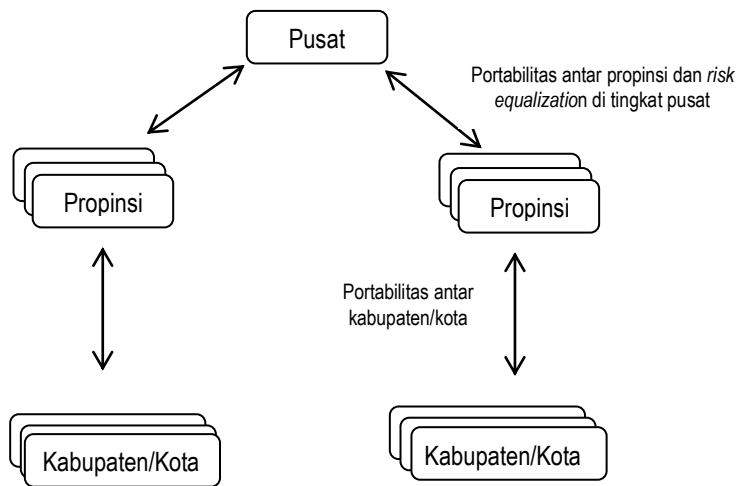 Pusat
Portabilitas antar propinsi dan risk
equalization di tingkat pusat
Propinsi
Propinsi
Portabilitas antar
kabupaten/kota
Kabupaten/Kota
Kabupaten/Kota